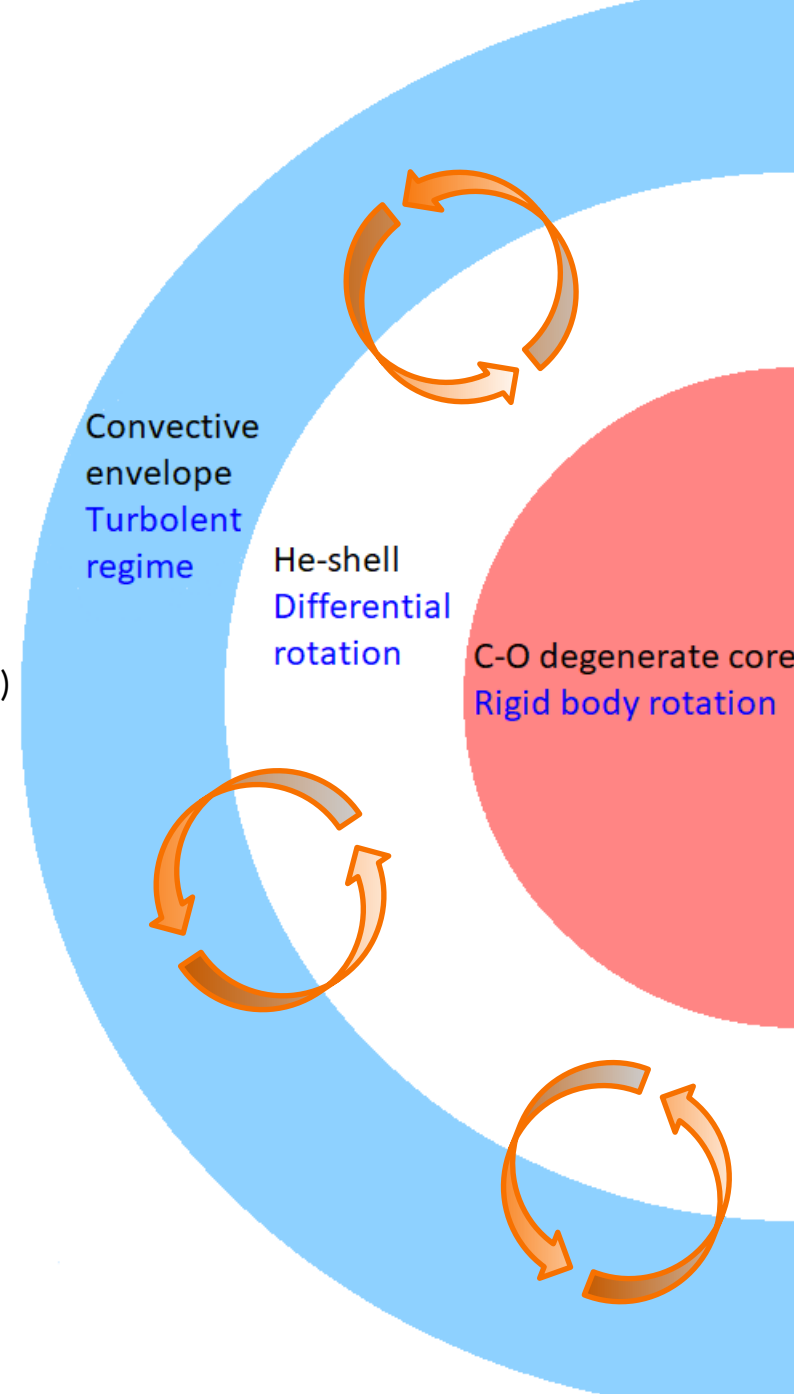 Convective
envelope
Turbolent
regime
He-shell
Differential
rotation
C-O degenerate core
Rigid body rotation
)